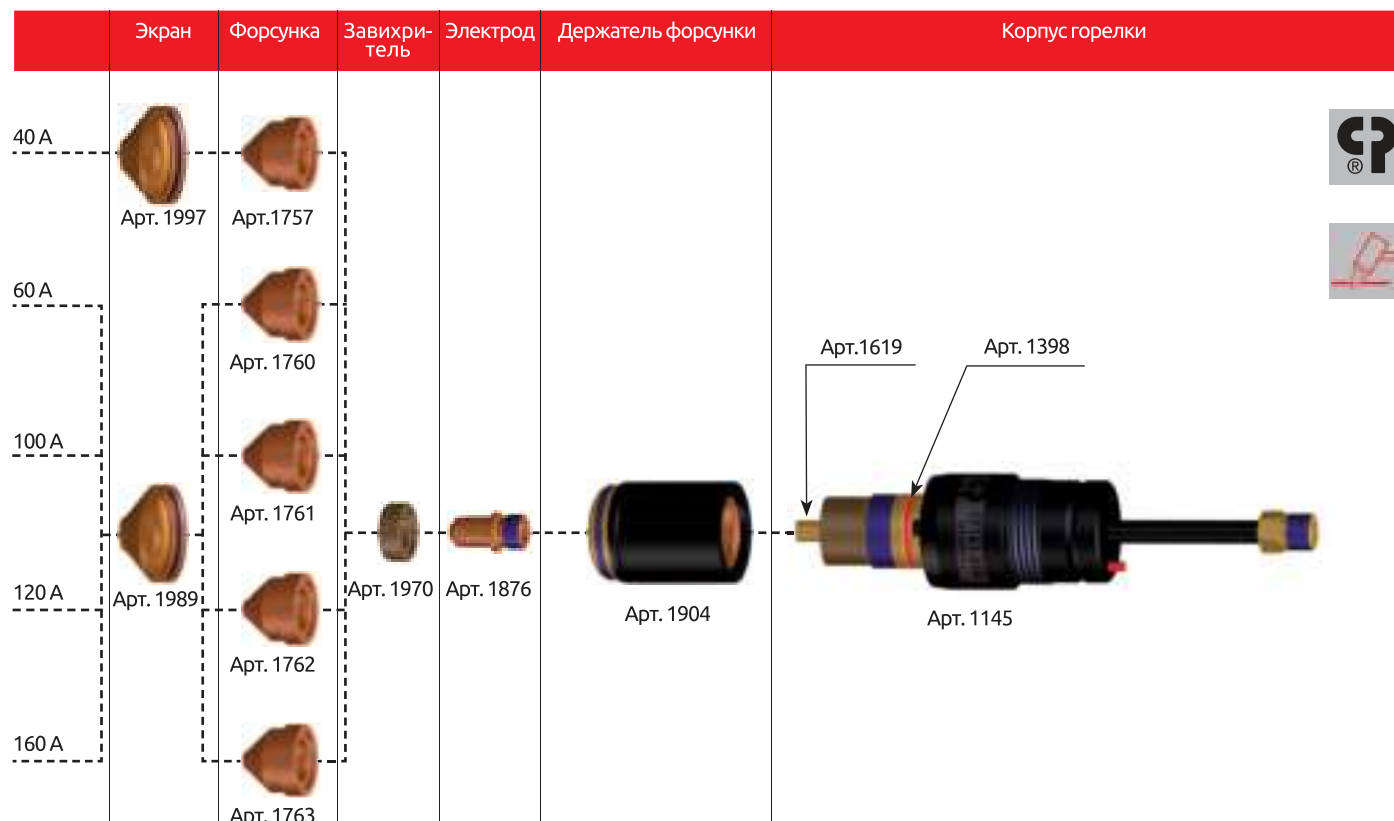 Экран
Форсунка
Завихри-
тель
Электрод
Держатель форсунки
Корпус горелки
40 A
Арт. 1997
Арт.1757
60 A
Арт. 1760
Арт.1619
Арт. 1398
100 A
Арт. 1761
120 A
Арт. 1989
Арт. 1970
Арт. 1876
Арт. 1904
Арт. 1145
Арт. 1762
160 A
Арт. 1763
CP
®